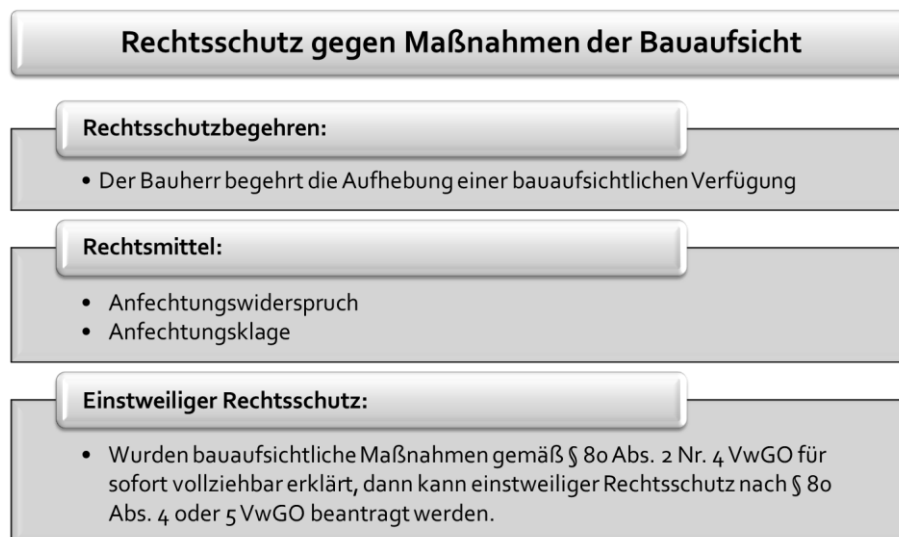 Rechtsschutz gegen Maßnahmen der Bauaufsicht
Rechtsschutzbegehren:
• Der Bauherr begehrt die Aufhebung einer bauaufsichtlichen Verfügung
Rechtsmittel:
• Anfechtungswiderspruch
• Anfechtungsklage
Einstweiliger Rechtsschutz:
• Wurden bauaufsichtliche Maßnahmen gemäß § 80 Abs. 2 Nr. 4 VwGO für
sofort vollziehbar erklärt, dann kann einstweiliger Rechtsschutz nach § 80
Abs. 4 oder 5 VwGO beantragt werden.